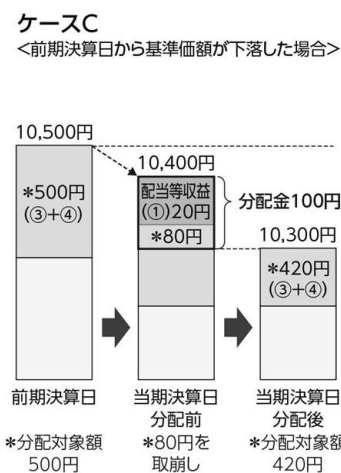 ケースC
<前期決算日から基準価額が下落した場合>
10,500円
10,400円
配当等収益
(①)20円
*80円
分配金100円
*500円
(③+④)
10,300円
*420円
(③+④)
前期決算日
当期決算日
分配前
当期決算日
分配後
*分配対象額
500円
*80円を
取崩し
*分配対象額
420円